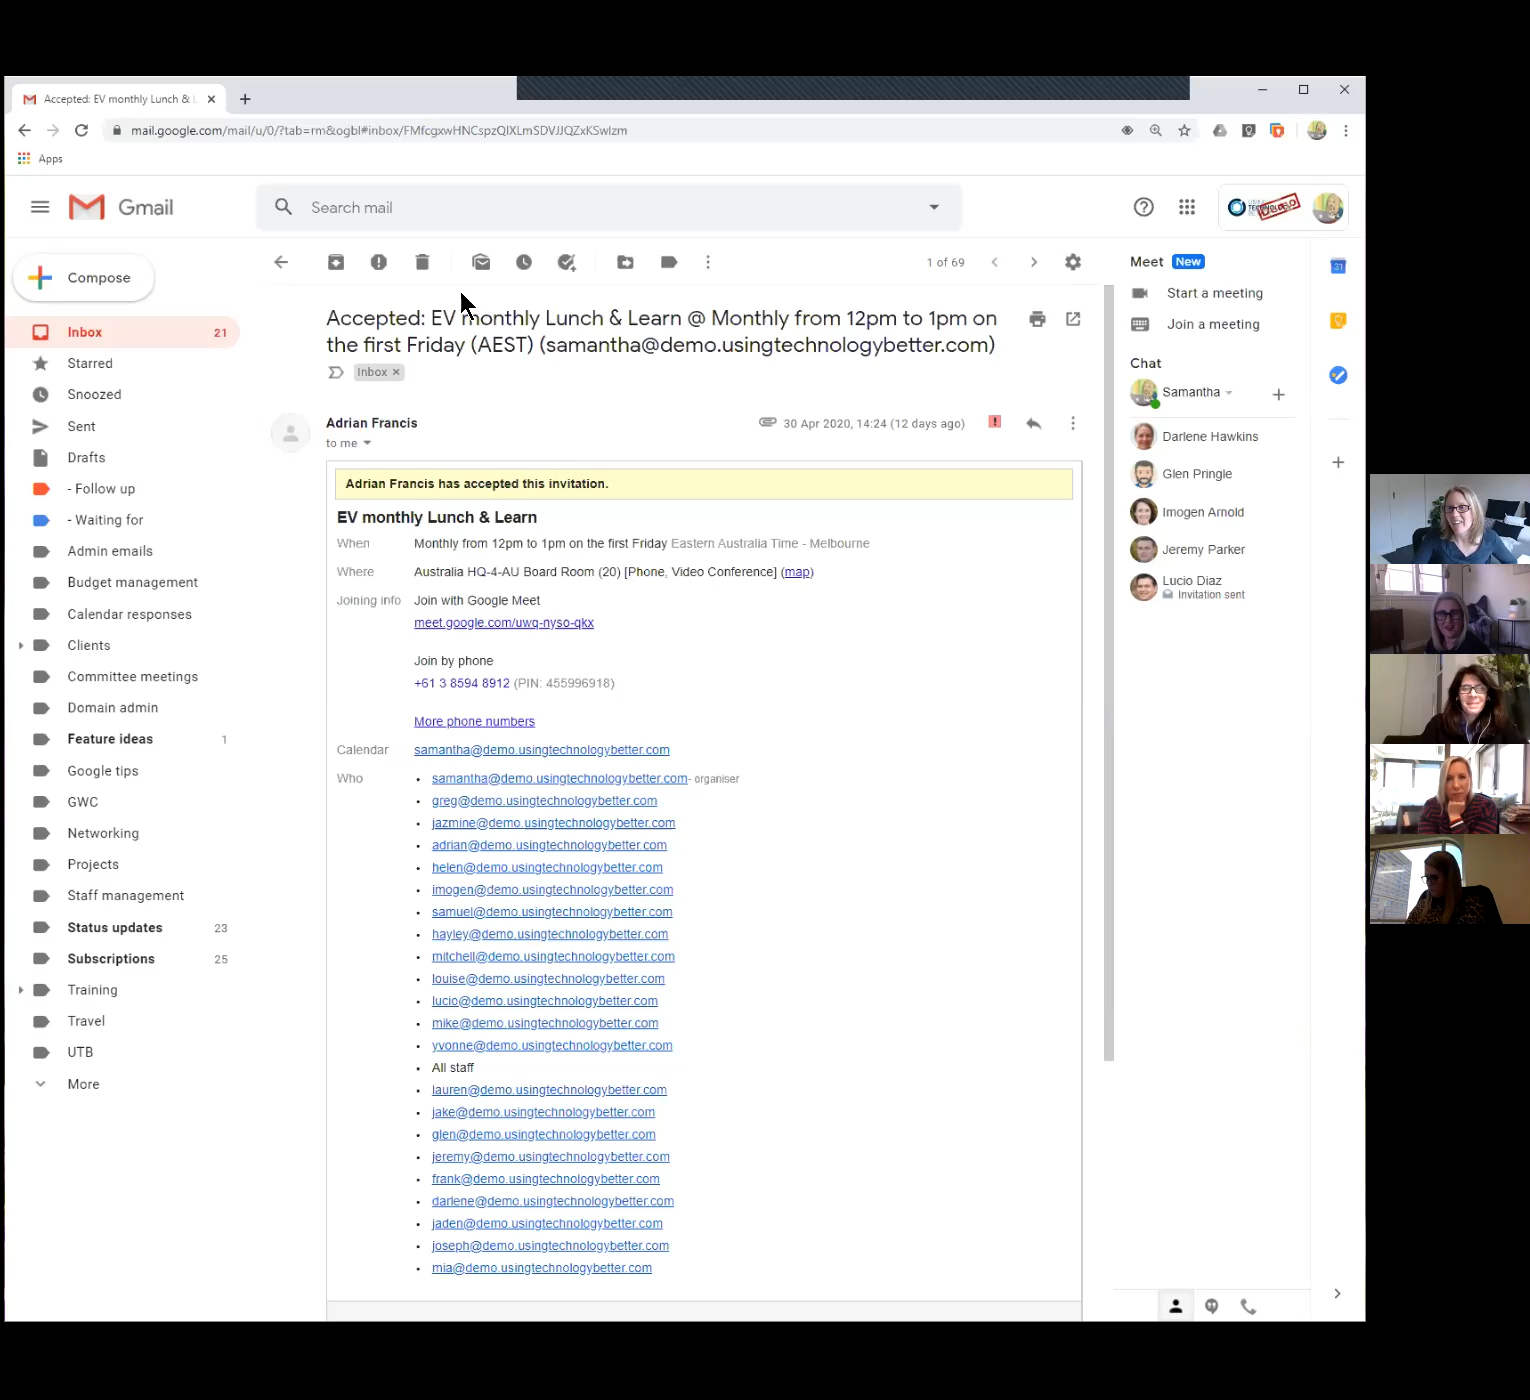 Accepted: EV monthly Lunch &
mail.google.com/mail/u/0/?tab=rm&ogbl#inbox/FMfcgxwHNCspzQlXLmSDVJJQZxKSwlzm
Apps
Gmail
Search mail
Compose
1 of 69
Inbox 21
Starred
Snoozed
Sent
Drafts
- Follow up
- Waiting for
Admin emails
Budget management
Calendar responses
Clients
Committee meetings
Domain admin
Feature ideas 1
Google tips
GWC
Networking
Projects
Staff management
Status updates 23
Subscriptions 25
Training
Travel
UTB
More
Accepted: EV monthly Lunch & Learn @ Monthly from 12pm to 1pm on
the first Friday (AEST) (samantha@demo.usingtechnologybetter.com)
Inbox
Adrian Francis
30 Apr 2020, 14:24 (12 days ago)
to me
Adrian Francis has accepted this invitation.
EV monthly Lunch & Learn
When Monthly from 12pm to 1pm on the first Friday Eastern Australia Time - Melbourne
Where Australia HQ-4-AU Board Room (20) [Phone, Video Conference] (map)
Joining info Join with Google Meet
meet.google.com/uwq-nyso-qkx
Join by phone
+61 3 8594 8912 (PIN: 455996918)
More phone numbers
Calendar samantha@demo.usingtechnologybetter.com
Who • samantha@demo.usingtechnologybetter.com- organiser
• greg@demo.usingtechnologybetter.com
• jazmine@demo.usingtechnologybetter.com
• adrian@demo.usingtechnologybetter.com
• helen@demo.usingtechnologybetter.com
• imogen@demo.usingtechnologybetter.com
• samuel@demo.usingtechnologybetter.com
• hayley@demo.usingtechnologybetter.com
• mitchell@demo.usingtechnologybetter.com
• louise@demo.usingtechnologybetter.com
• lucio@demo.usingtechnologybetter.com
• mike@demo.usingtechnologybetter.com
• yvonne@demo.usingtechnologybetter.com
• All staff
• lauren@demo.usingtechnologybetter.com
• jake@demo.usingtechnologybetter.com
• glen@demo.usingtechnologybetter.com
• jeremy@demo.usingtechnologybetter.com
• frank@demo.usingtechnologybetter.com
• darlene@demo.usingtechnologybetter.com
• jaden@demo.usingtechnologybetter.com
• joseph@demo.usingtechnologybetter.com
• mia@demo.usingtechnologybetter.com
Meet New
Start a meeting
Join a meeting
Chat
Samantha
Darlene Hawkins
Glen Pringle
Imogen Arnold
Jeremy Parker
Lucio Diaz
Invitation sent
31